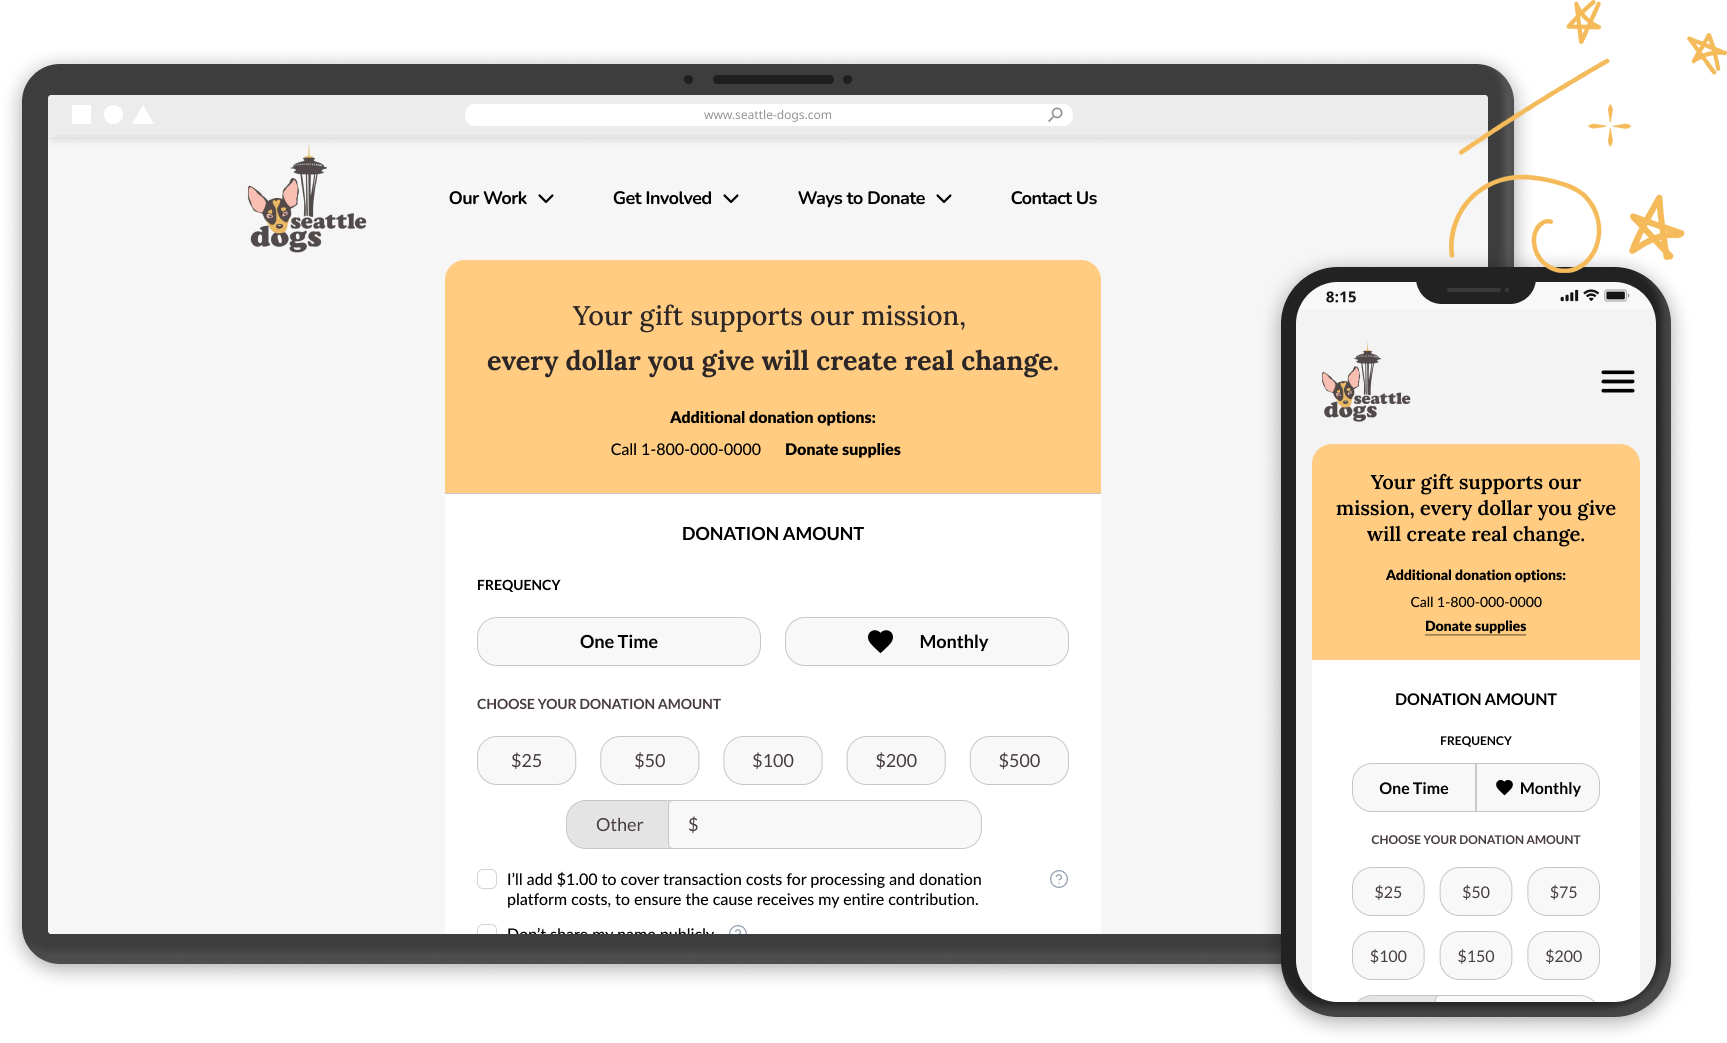 www.seattle-dogs.com
seattle
dogs
Our Work
Get Involved
Ways to Donate
Contact Us
Your gift supports our mission,
every dollar you give will create real change.
Additional donation options:
Call 1-800-000-0000 Donate supplies
DONATION AMOUNT
FREQUENCY
One Time
Monthly
CHOOSE YOUR DONATION AMOUNT
$25
$50
$100
$200
$500
Other
$
I'll add $1.00 to cover transaction costs for processing and donation
platform costs, to ensure the cause receives my entire contribution.
?
Don't share my name publicly
?
8:15
seattle
dogs
Your gift supports our
mission, every dollar you give
will create real change.
Additional donation options:
Call 1-800-000-0000
Donate supplies
DONATION AMOUNT
FREQUENCY
One Time
Monthly
CHOOSE YOUR DONATION AMOUNT
$25
$50
$75
$100
$150
$200